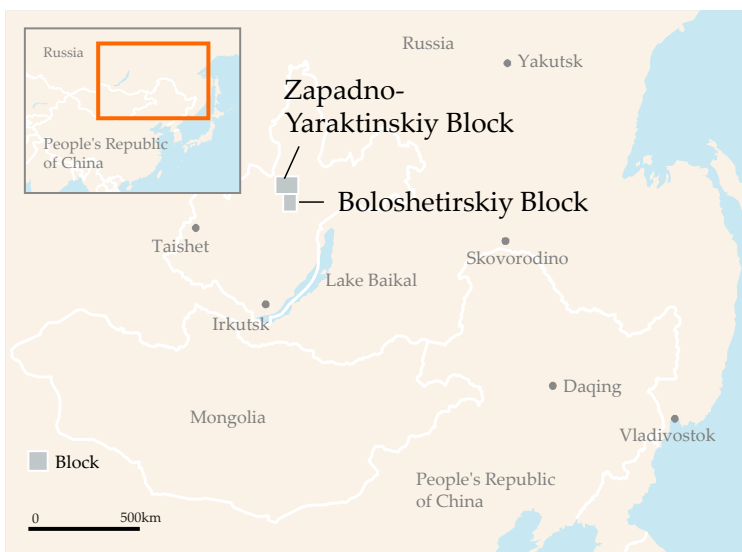 Russia
People's Republic
of China
Russia
Yakutsk
Zapadno-
Yaraktinskiy Block
Boloshetirskiy Block
Taishet
Skovorodino
Lake Baikal
Irkutsk
Daqing
Mongolia
Vladivostok
Block
People's Republic
of China
0 500km